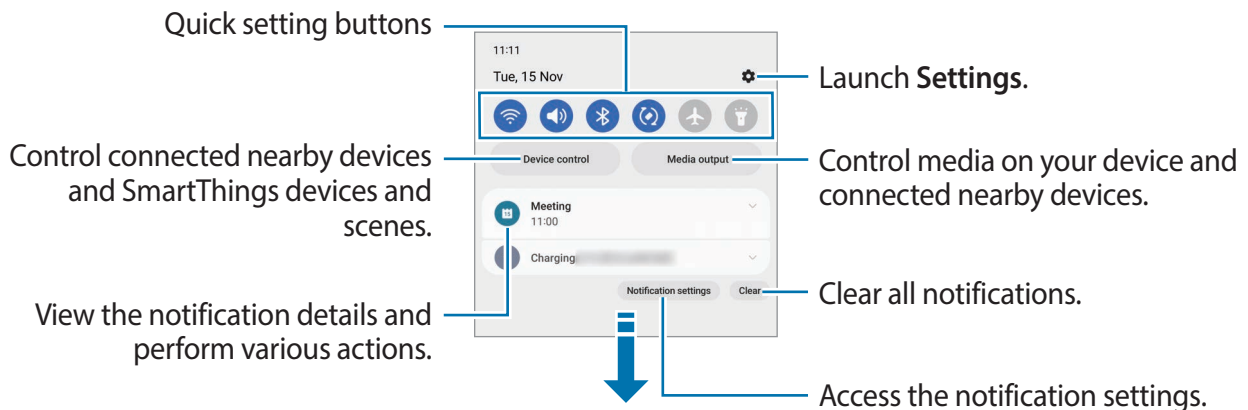 Quick setting buttons
11:11
Tue, 15 Nov
Launch Settings.
Control connected nearby devices
and SmartThings devices and
scenes.
Device control
Media output
Control media on your device and
connected nearby devices.
15
Meeting
11:00
Charging
Notification settings
Clear
Clear all notifications.
View the notification details and
perform various actions.
Access the notification settings.